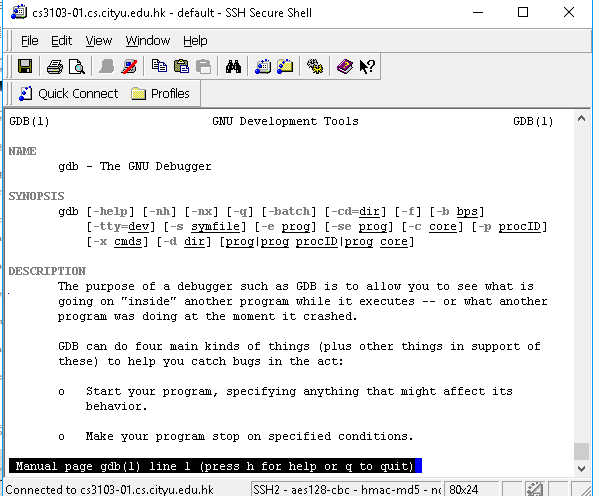 cs3103-01.cs.cityu.edu.hk - default - SSH Secure Shell
File Edit View Window Help
Quick Connect Profiles
GDB(1) GNU Development Tools GDB(1)
NAME
gdb - The GNU Debugger
SYNOPSIS
gdb [-help] [-nh] [-nx] [-q] [-batch] [-cd=dir] [-f] [-b bps]
[-tty=dev] [-s symfile] [-e prog] [-se prog] [-c core] [-p procID]
[-x cmds] [-d dir] [prog|prog procID|prog core]
DESCRIPTION
The purpose of a debugger such as GDB is to allow you to see what is
going on "inside" another program while it executes -- or what another
program was doing at the moment it crashed.
GDB can do four main kinds of things (plus other things in support of
these) to help you catch bugs in the act:
o Start your program, specifying anything that might affect its
behavior.
o Make your program stop on specified conditions.
Manual page gdb(1) line 1 (press h for help or q to quit)
Connected to cs3103-01.cs.cityu.edu.hk SSH2 - aes128-cbc - hmac-md5 - 80x24